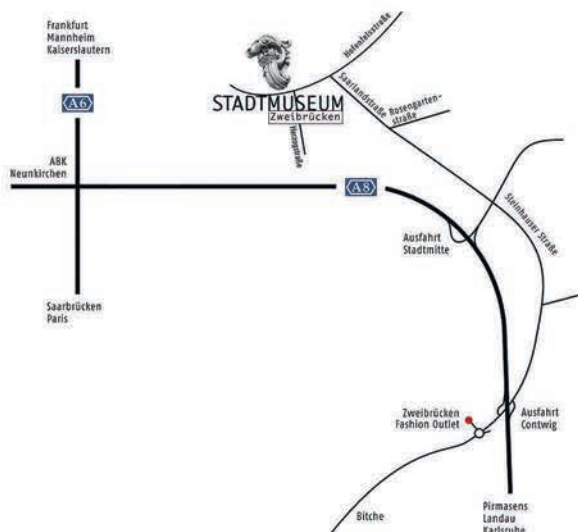 Frankfurt
Mannheim
Kaiserslautern
A6
Hofenfelsstraße
Saarlandstraße
Rosengarten-
straße
STADTMUSEUM
Zweibrücken
Herzogstraße
ABK
Neunkirchen
A8
Steinhauser Straße
Ausfahrt
Stadtmitte
Saarbrücken
Paris
Zweibrücken
Fashion Outlet
Ausfahrt
Contwig
Bitche
Pirmasens
Landau
Karlsruhe